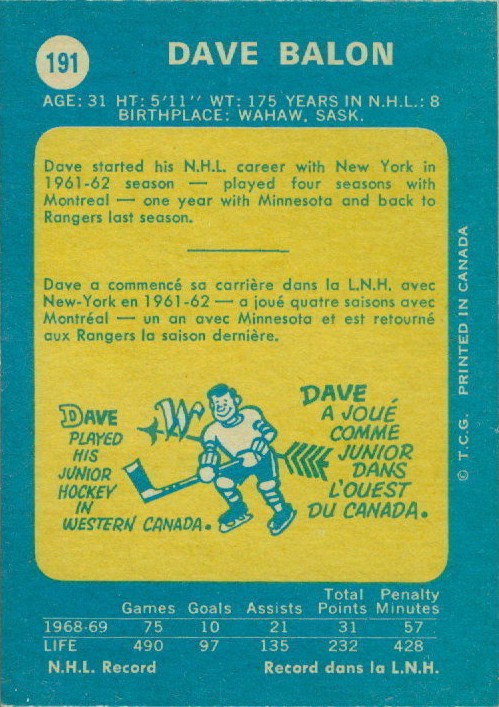 191
DAVE BALON
AGE: 31 HT: 5'11'' WT: 175 YEARS IN N.H.L.: 8
BIRTHPLACE: WAHAW, SASK.
Dave started his N.H.L. career with New York in
1961-62 season — played four seasons with
Montreal — one year with Minnesota and back to
Rangers last season.
Dave a commencé sa carrière dans la L.N.H. avec
New-York en 1961-62 — a joué quatre saisons avec
Montréal — un an avec Minnesota et est retourné
aux Rangers la saison dernière.
DAVE
PLAYED
HIS
JUNIOR
HOCKEY
IN
WESTERN CANADA.
W
DAVE
A JOUÉ
COMME
JUNIOR
DANS
L'OUEST
DU CANADA.
© T.C.G. PRINTED IN CANADA
Games Goals Assists Total Points Penalty Minutes
1968-69 75 10 21 31 57
LIFE 490 97 135 232 428
N.H.L. Record Record dans la L.N.H.